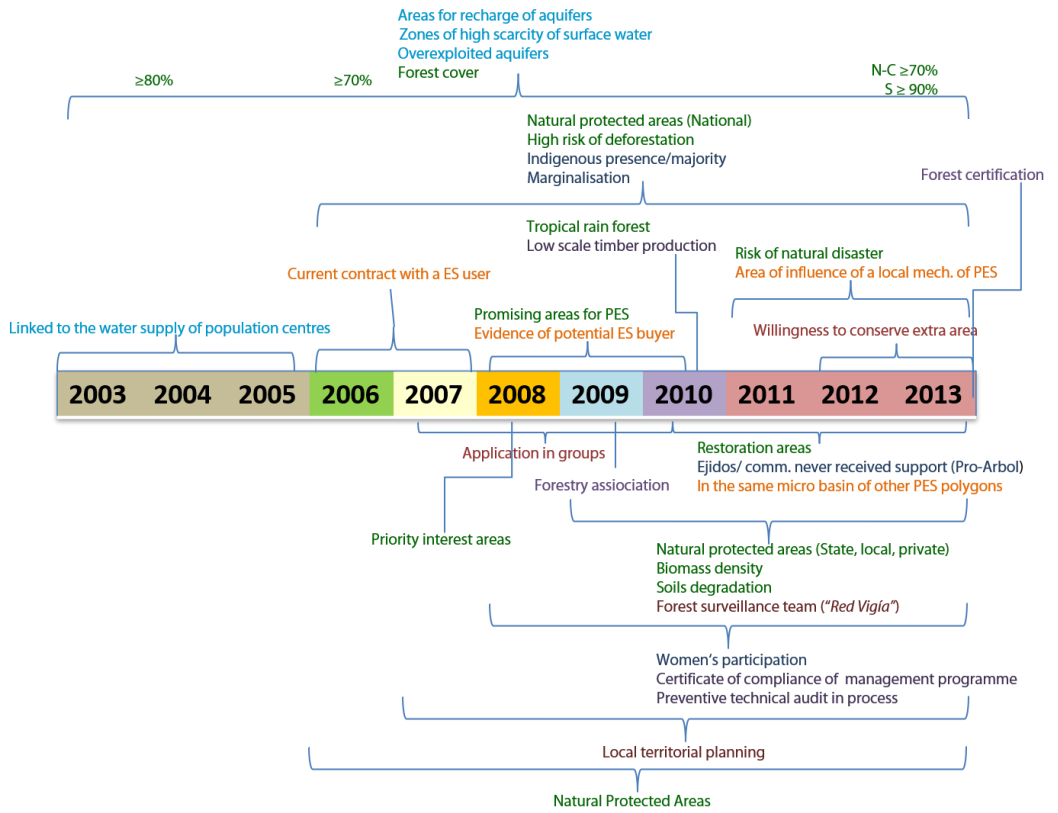 Areas for recharge of aquifers
Zones of high scarcity of surface water
Overexploited aquifers
Forest cover
≥80%
≥70%
N-C ≥70%
S ≥ 90%
Natural protected areas (National)
High risk of deforestation
Indigenous presence/majority
Marginalisation
Forest certification
Tropical rain forest
Low scale timber production
Risk of natural disaster
Area of influence of a local mech. of PES
Current contract with a ES user
Promising areas for PES
Evidence of potential ES buyer
Linked to the water supply of population centres
Willingness to conserve extra area
2003 2004 2005 2006 2007 2008 2009 2010 2011 2012 2013
Application in groups
Restoration areas
Ejidos/ comm. never received support (Pro-Arbol)
In the same micro basin of other PES polygons
Forestry assiociation
Priority interest areas
Natural protected areas (State, local, private)
Biomass density
Soils degradation
Forest surveillance team (“Red Vigía”)
Women‘s participation
Certificate of compliance of management programme
Preventive technical audit in process
Local territorial planning
Natural Protected Areas